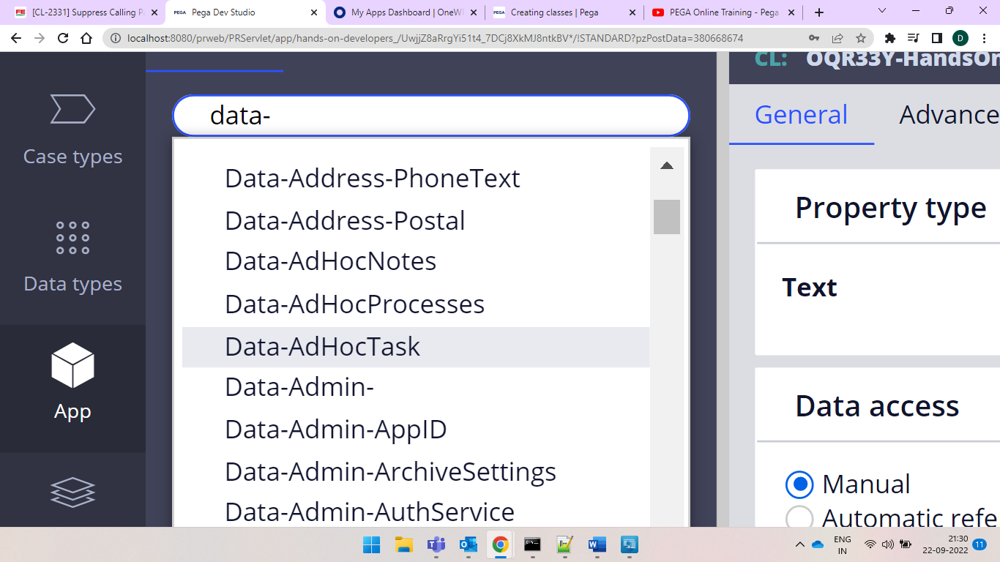 [CL-2331] Suppress Calling P
PEGA Pega Dev Studio
My Apps Dashboard | OneW
PEGA Creating classes | Pega
PEGA Online Training - Pega
localhost:8080/prweb/PRServlet/app/hands-on-developers_/UwjjZ8aRrgYi51t4_7DCj8XkMJ8ntkBV*/!STANDARD?pzPostData=380668674
D
Case types
Data types
App
data-
Data-Address-PhoneText
Data-Address-Postal
Data-AdHocNotes
Data-AdHocProcesses
Data-AdHocTask
Data-Admin-
Data-Admin-AppID
Data-Admin-ArchiveSettings
Data-Admin-AuthService
CL: OQR33Y-HandsOn
General Advance
Property type
Text
Data access
Manual
Automatic refe
ENG
IN
21:30
22-09-2022
11